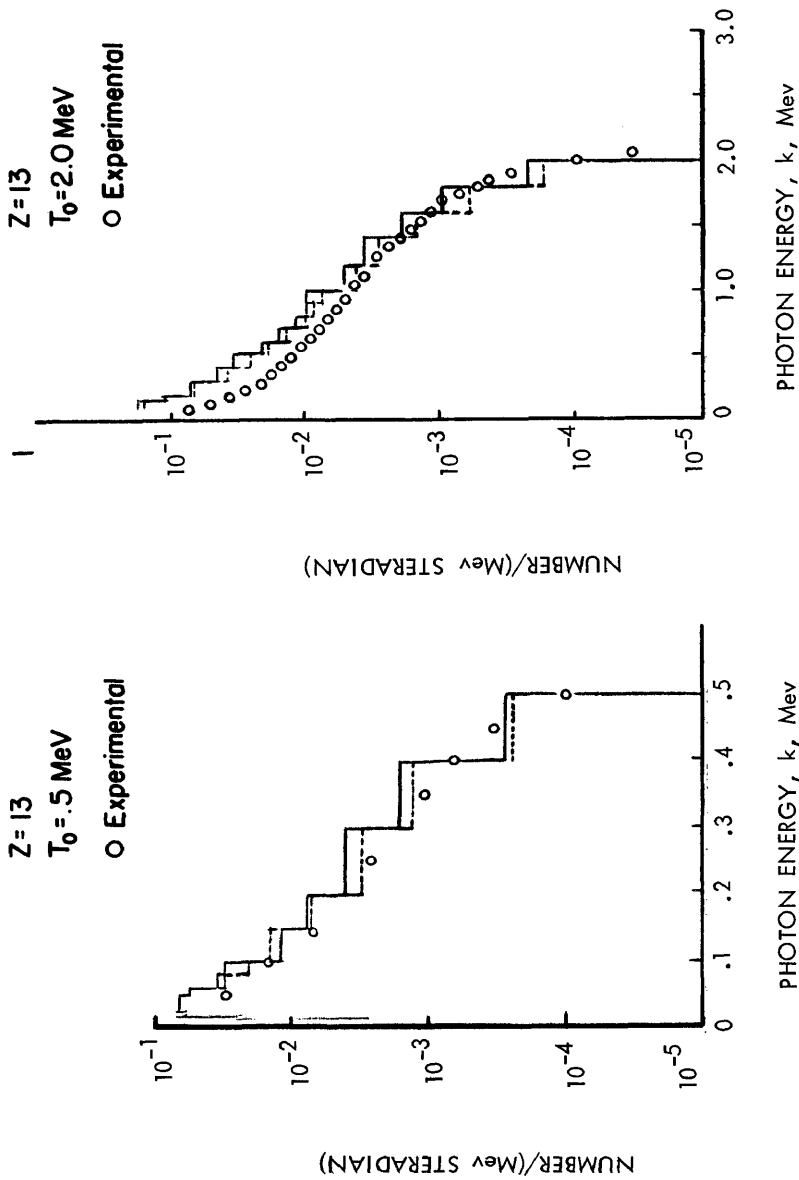 Z=13
T₀=.5 MeV
O Experimental
NUMBER/(Mev STERADIAN)
10⁻¹
10⁻²
10⁻³
10⁻⁴
10⁻⁵
0 .1 .2 .3 .4 .5
PHOTON ENERGY, k, Mev
Z=13
T₀=2.0 MeV
O Experimental
NUMBER/(Mev STERADIAN)
10⁻¹
10⁻²
10⁻³
10⁻⁴
10⁻⁵
0 1.0 2.0 3.0
PHOTON ENERGY, k, Mev